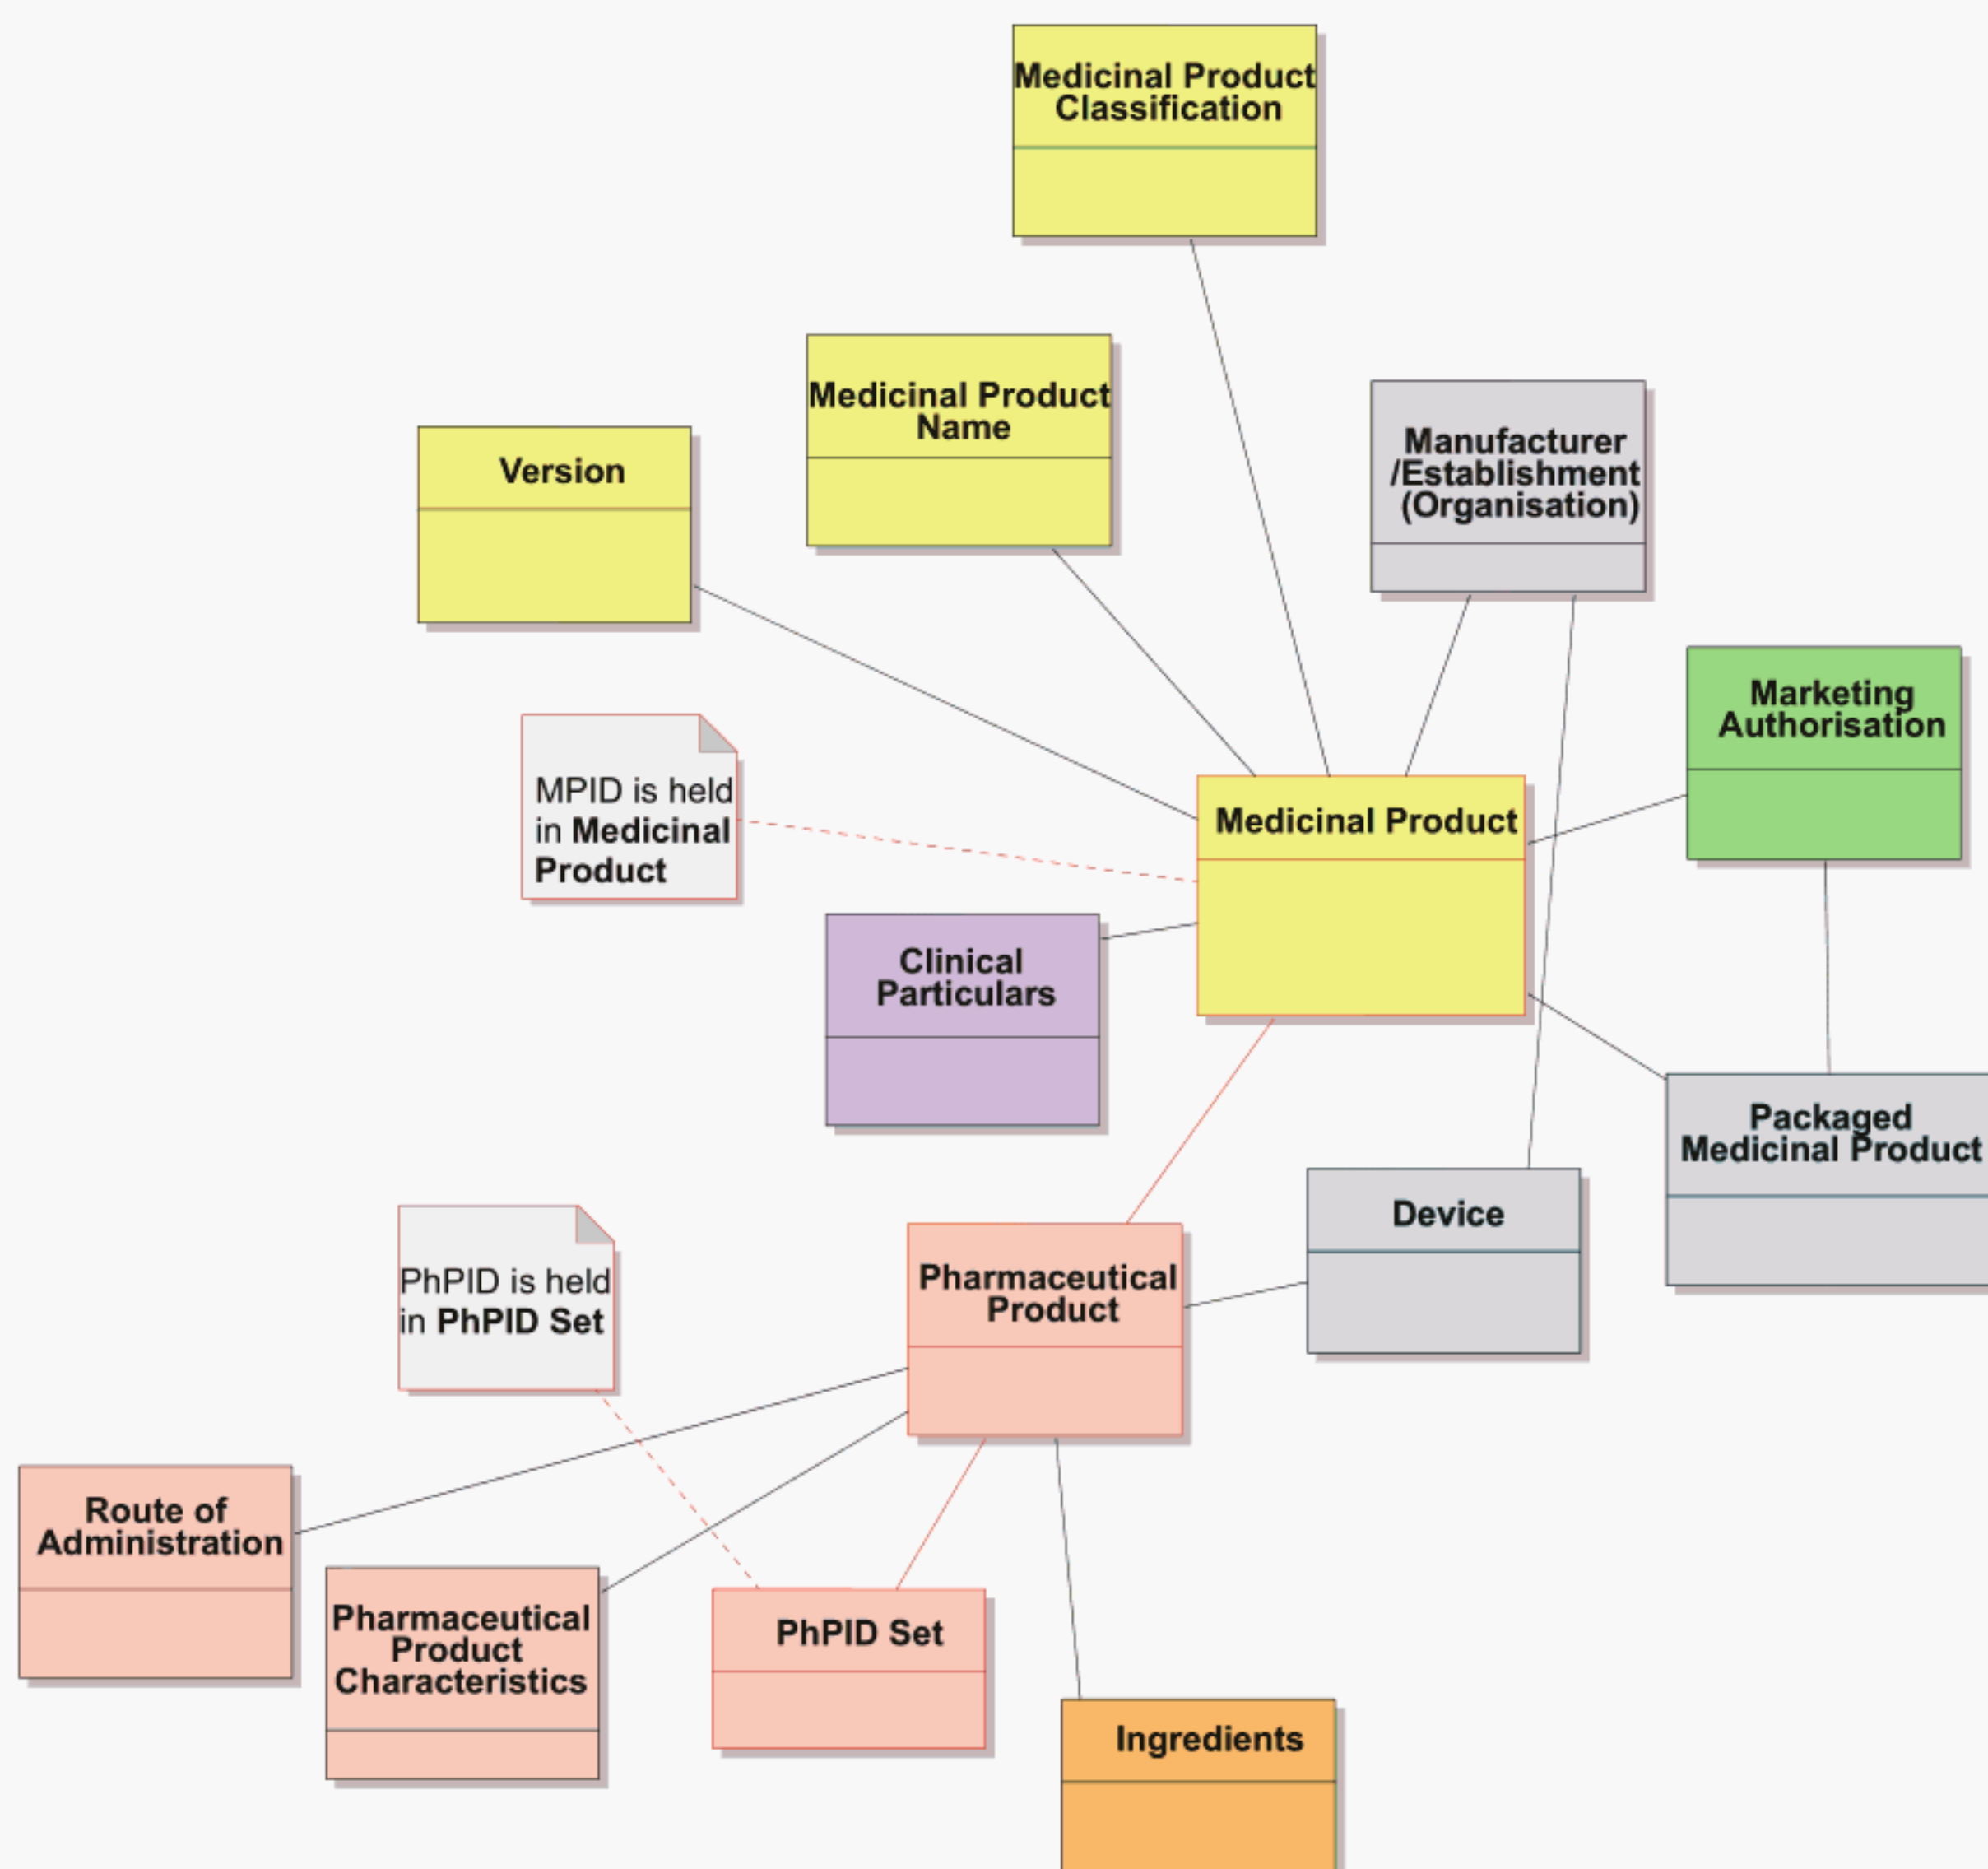 Medicinal Product
Classification
Medicinal Product
Name
Manufacturer
/Establishment
(Organisation)
Version
Marketing
Authorisation
MPID is held
in Medicinal
Product
Medicinal Product
Clinical
Particulars
Packaged
Medicinal Product
Device
PhPID is held
in PhPID Set
Pharmaceutical
Product
Route of
Administration
Pharmaceutical
Product
Characteristics
PhPID Set
Ingredients